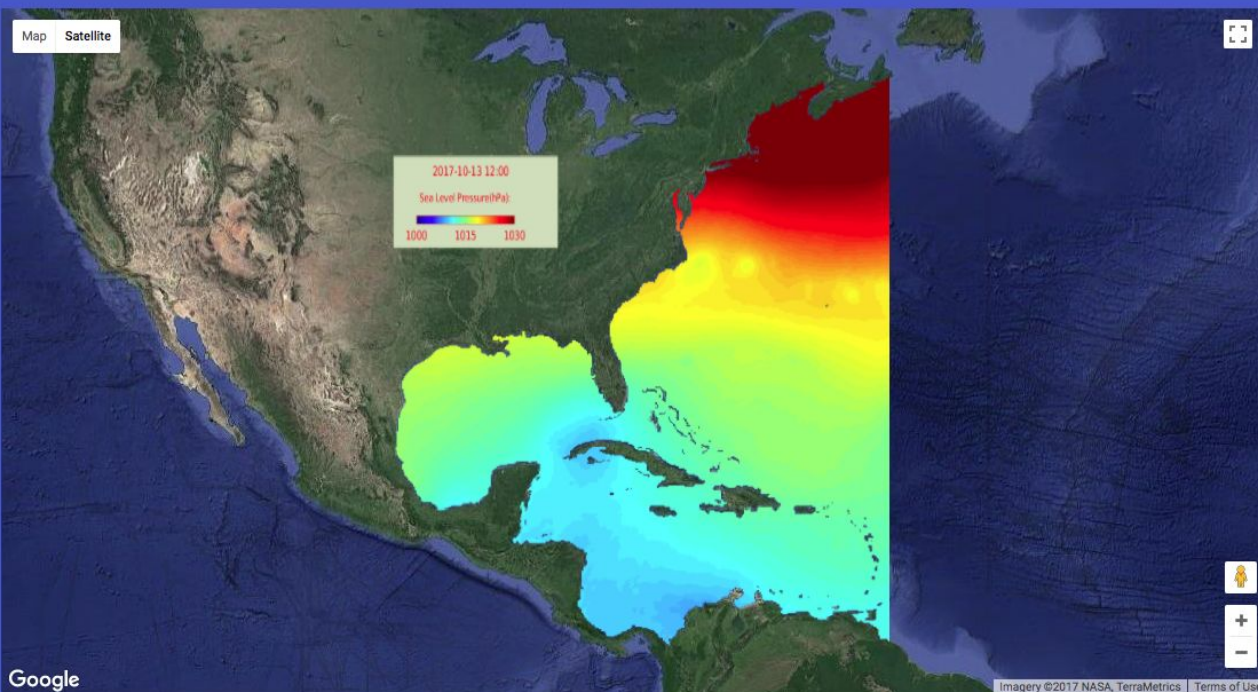 Map Satellite
2017-10-13 12:00
Sea Level Pressure(hPa):
1000 1015 1030
Google
Imagery ©2017 NASA, TerraMetrics Terms of Use